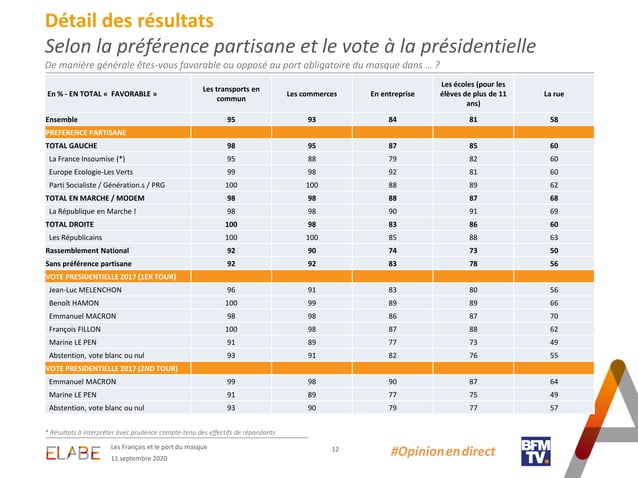 Détail des résultats
Selon la préférence partisane et le vote à la présidentielle
De manière générale êtes-vous favorable ou opposé au port obligatoire du masque dans … ?
En % - EN TOTAL « FAVORABLE » Les transports en commun Les commerces En entreprise Les écoles (pour les élèves de plus de 11 ans) La rue
Ensemble 95 93 84 81 58
PREFERENCE PARTISANE
TOTAL GAUCHE 98 95 87 85 60
La France Insoumise (*) 95 88 79 82 60
Europe Ecologie-Les Verts 99 98 92 81 60
Parti Socialiste / Génération.s / PRG 100 100 88 89 62
TOTAL EN MARCHE / MODEM 98 98 88 87 68
La République en Marche ! 98 98 90 91 69
TOTAL DROITE 100 98 83 86 60
Les Républicains 100 100 85 88 63
Rassemblement National 92 90 74 73 50
Sans préférence partisane 92 92 83 78 56
VOTE PRESIDENTIELLE 2017 (1ER TOUR)
Jean-Luc MELENCHON 96 91 83 80 56
Benoît HAMON 100 99 89 89 66
Emmanuel MACRON 98 98 86 87 70
François FILLON 100 98 87 88 62
Marine LE PEN 91 89 77 73 49
Abstention, vote blanc ou nul 93 91 82 76 55
VOTE PRESIDENTIELLE 2017 (2ND TOUR)
Emmanuel MACRON 99 98 90 87 64
Marine LE PEN 91 89 77 74 49
Abstention, vote blanc ou nul 93 90 79 77 57
* Résultats à interpréter avec prudence compte-tenu des effectifs de répondants
ELABE
Les Français et le port du masque
11 septembre 2020
12
#Opinionendirect
BFM
TV.